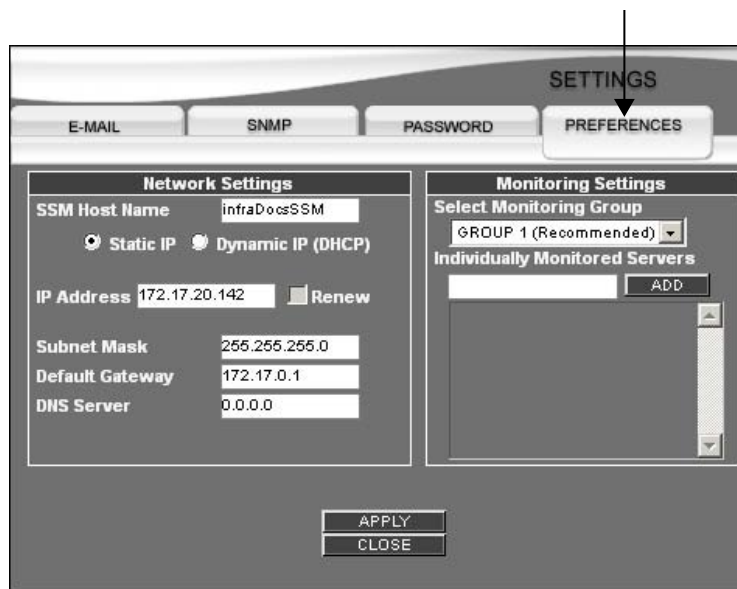 SETTINGS
E-MAIL
SNMP
PASSWORD
PREFERENCES
Network Settings
SSM Host Name infraDocsSSM
Static IP Dynamic IP (DHCP)
IP Address 172.17.20.142 Renew
Subnet Mask 255.255.255.0
Default Gateway 172.17.0.1
DNS Server 0.0.0.0
Monitoring Settings
Select Monitoring Group
GROUP 1 (Recommended)
Individually Monitored Servers
ADD
APPLY
CLOSE